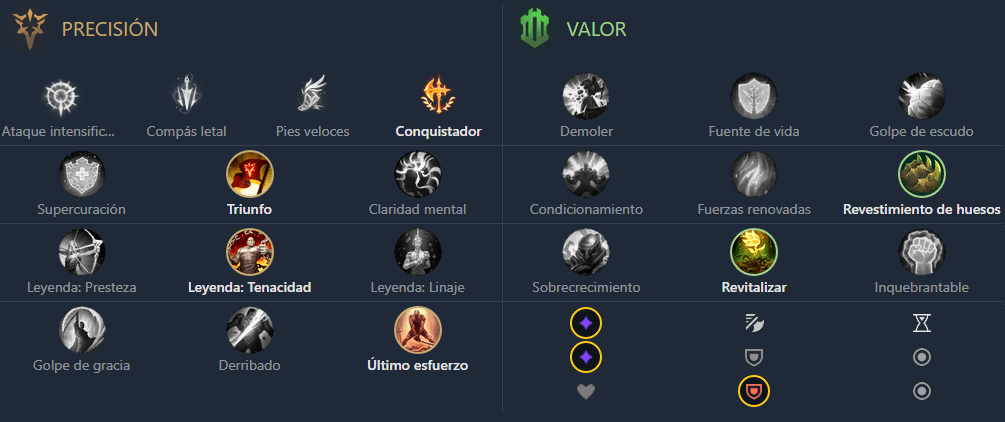 PRECISIÓN
Ataque intensific...
Compás letal
Pies veloces
Conquistador
Supercuración
Triunfo
Claridad mental
Leyenda: Presteza
Leyenda: Tenacidad
Leyenda: Linaje
Golpe de gracia
Derribado
Último esfuerzo
VALOR
Demoler
Fuente de vida
Golpe de escudo
Condicionamiento
Fuerzas renovadas
Revestimiento de huesos
Sobrecrecimiento
Revitalizar
Inquebrantable